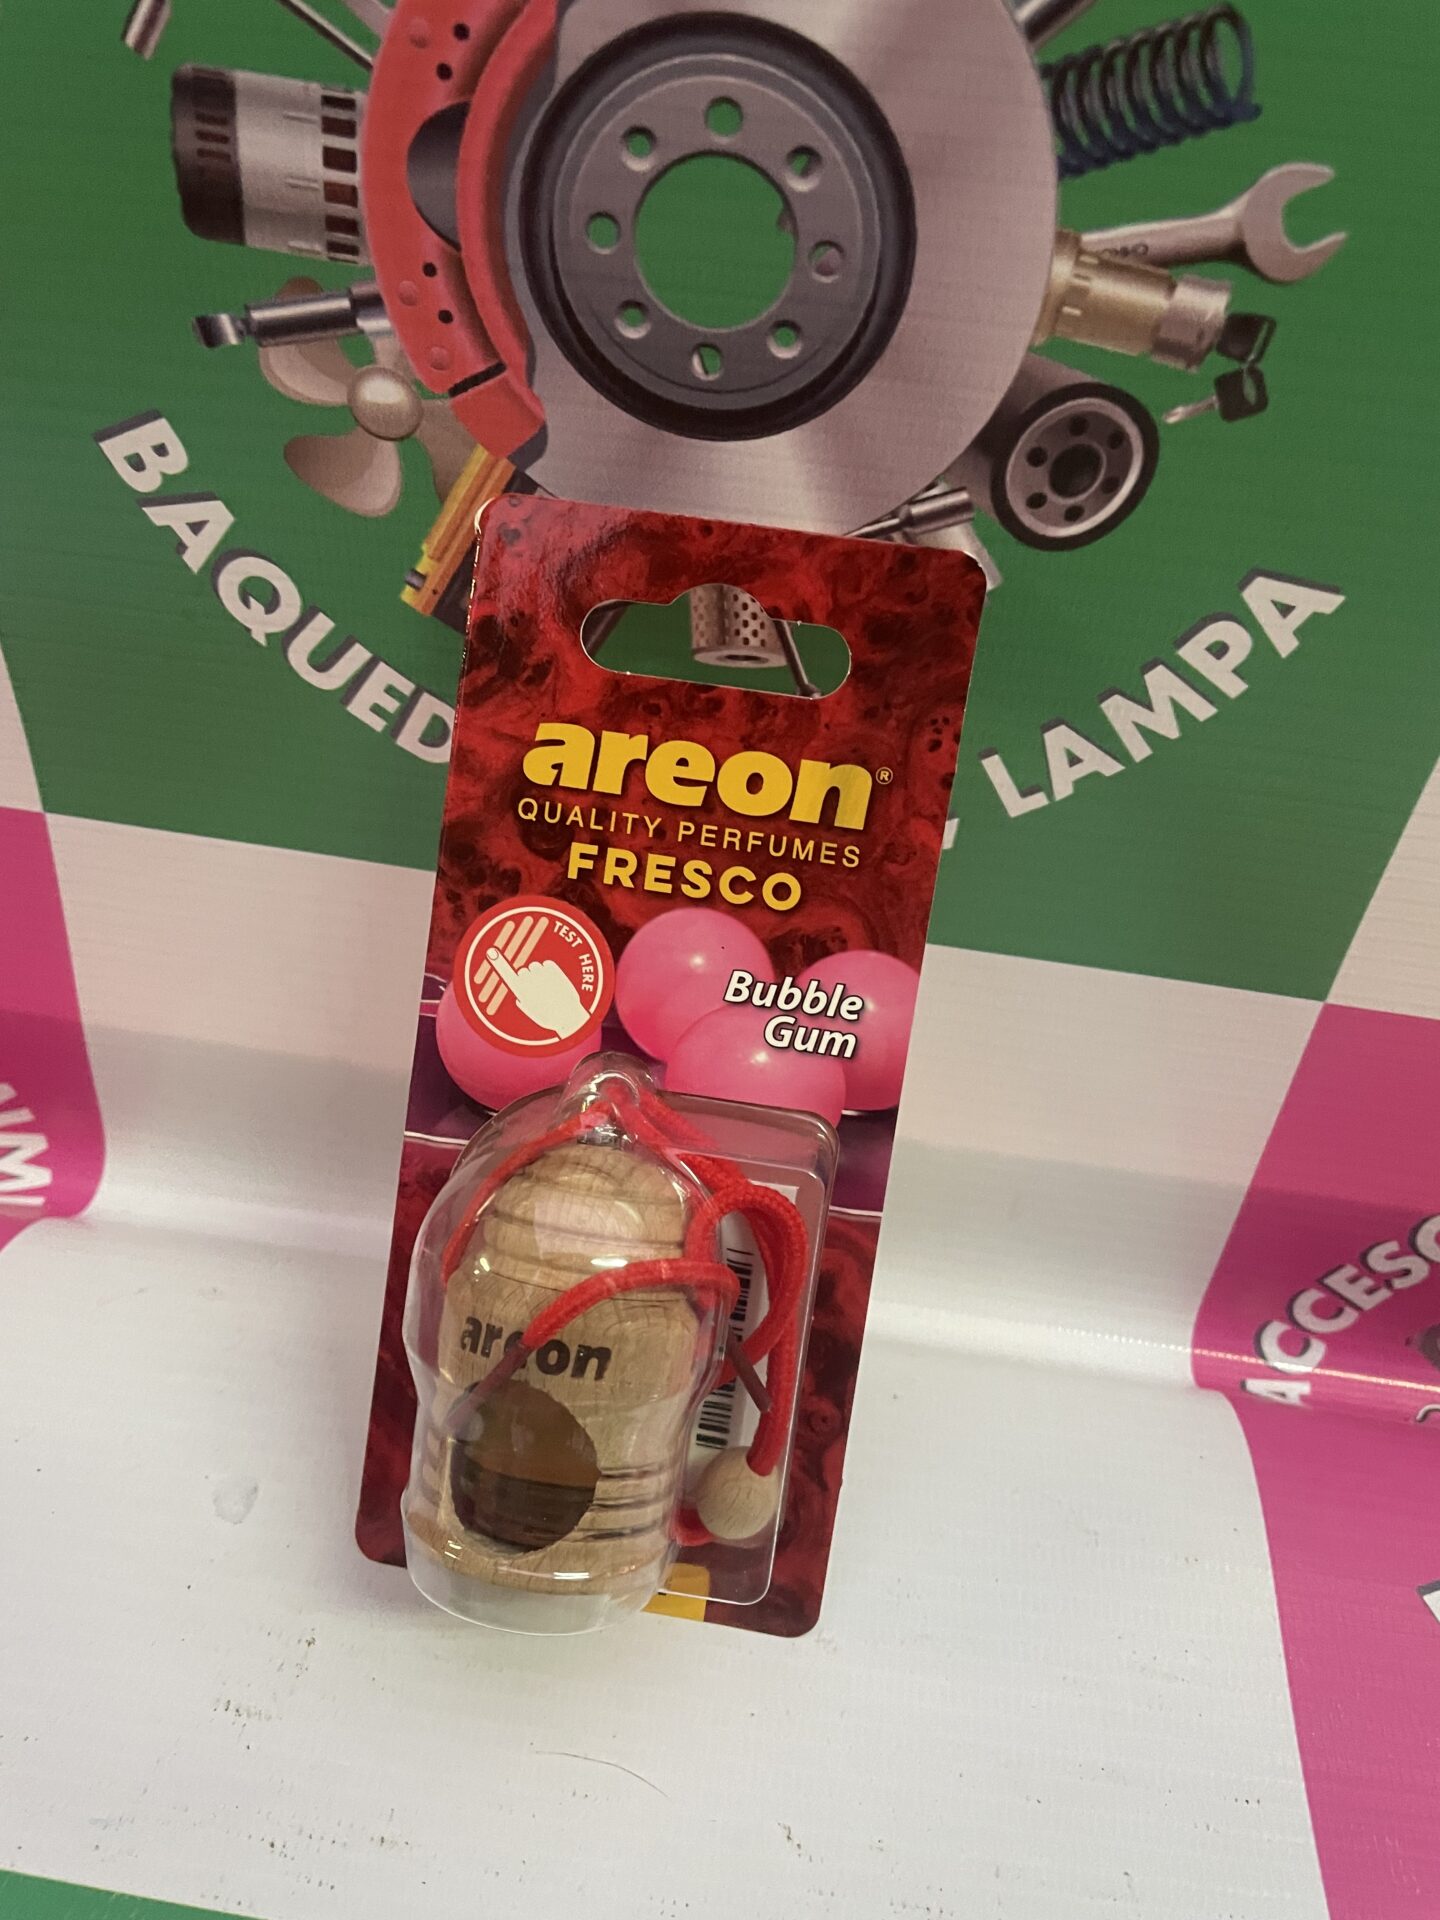 BAQUED
LAMPA
areon®
QUALITY PERFUMES
FRESCO
TEST HERE
Bubble
Gum
areon
ACCESO